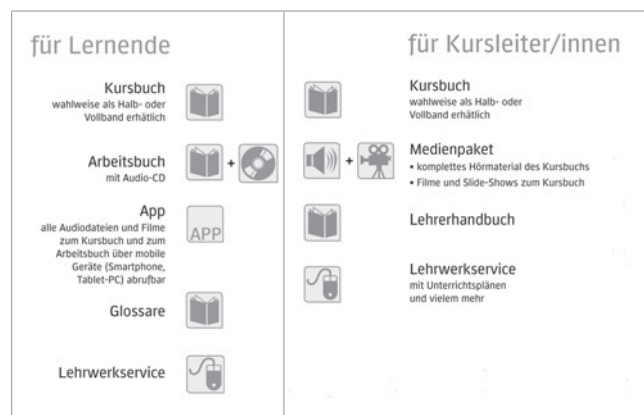 für Lernende
Kursbuch
wahlweise als Halb- oder
Vollband erhätlich
Arbeitsbuch
mit Audio-CD
+
App
alle Audiodateien und Filme
zum Kursbuch und zum
Arbeitsbuch über mobile
Geräte (Smartphone,
Tablet-PC) abrufbar
APP
Glossare
Lehrwerkservice
für Kursleiter/innen
Kursbuch
wahlweise als Halb- oder
Vollband erhätlich
+
Medienpaket
• komplettes Hörmaterial des Kursbuchs
• Filme und Slide-Shows zum Kursbuch
Lehrerhandbuch
Lehrwerkservice
mit Unterrichtsplänen
und vielem mehr